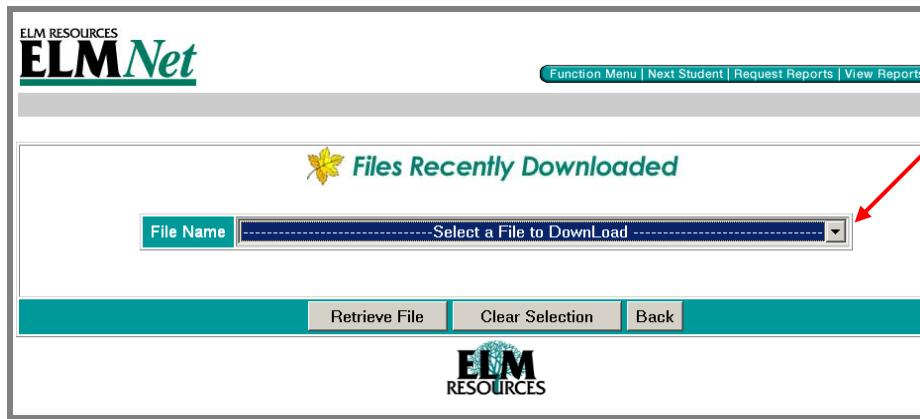 ELM RESOURCES
ELMNet
Function Menu | Next Student | Request Reports | View Reports
Files Recently Downloaded
File Name
------------------------------Select a File to DownLoad ------------------------------
Retrieve File
Clear Selection
Back
ELM
RESOURCES